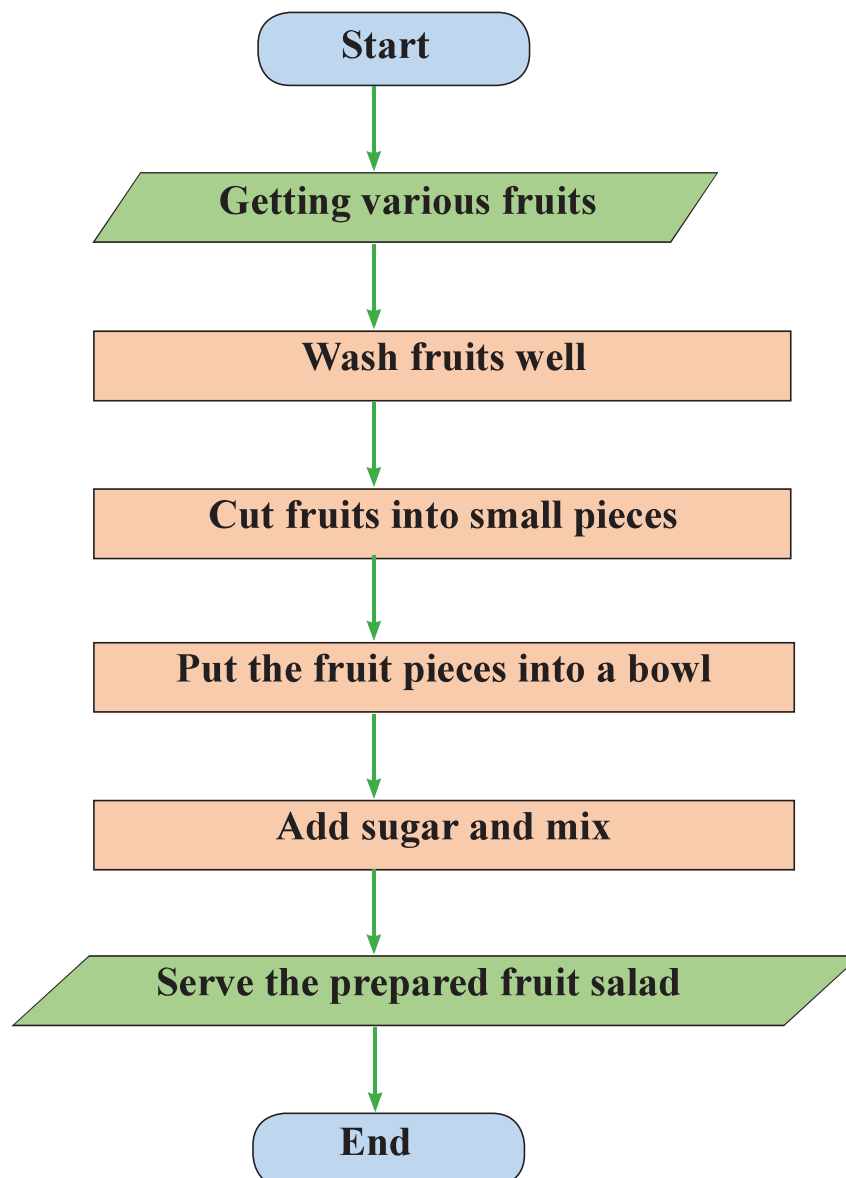 Start
Getting various fruits
Wash fruits well
Cut fruits into small pieces
Put the fruit pieces into a bowl
Add sugar and mix
Serve the prepared fruit salad
End